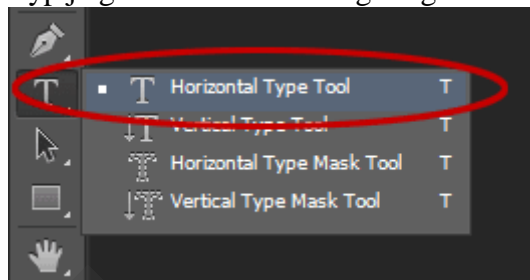 Horizontal Type Tool T
Vertical Type Tool T
Horizontal Type Mask Tool T
Vertical Type Mask Tool T